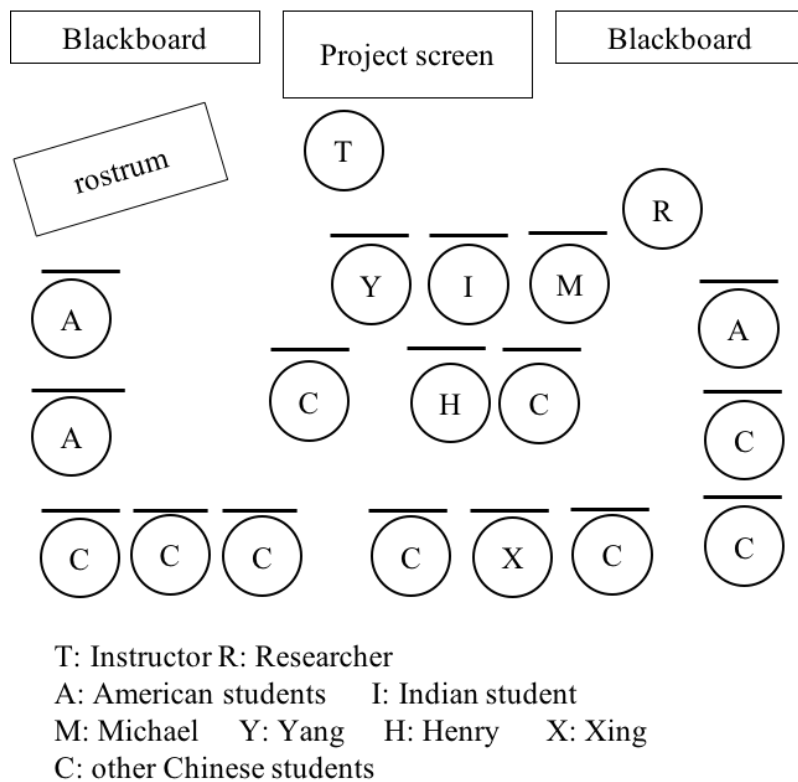 Blackboard Project screen Blackboard
rostrum
T
R
Y I M
A A
C H C
A C
C C C C X C C
T: Instructor R: Researcher
A: American students I: Indian student
M: Michael Y: Yang H: Henry X: Xing
C: other Chinese students